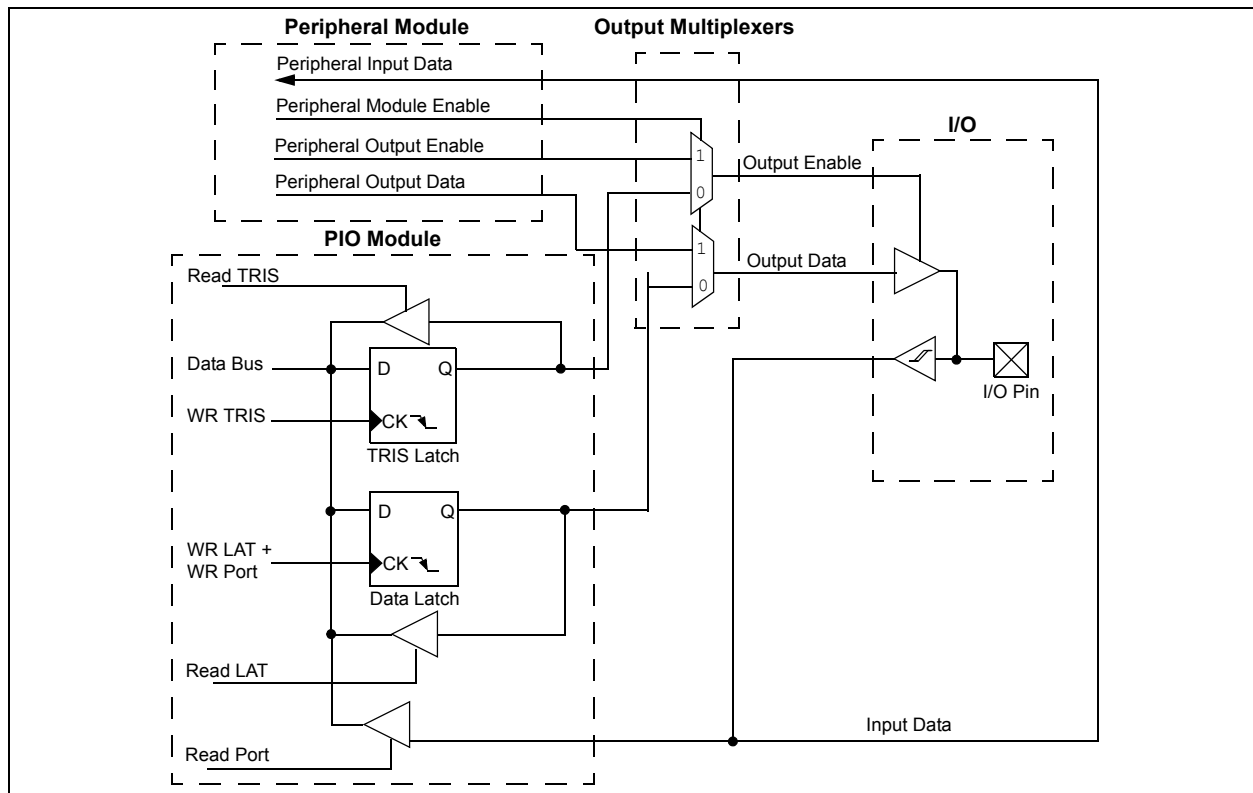 Peripheral Module
Output Multiplexers
Peripheral Input Data
Peripheral Module Enable
Peripheral Output Enable
Peripheral Output Data
1
0
Output Enable
I/O
1
0
Output Data
PIO Module
Read TRIS
Data Bus
D Q
WR TRIS
CK
TRIS Latch
I/O Pin
D Q
WR LAT +
WR Port
CK
Data Latch
Read LAT
Read Port
Input Data